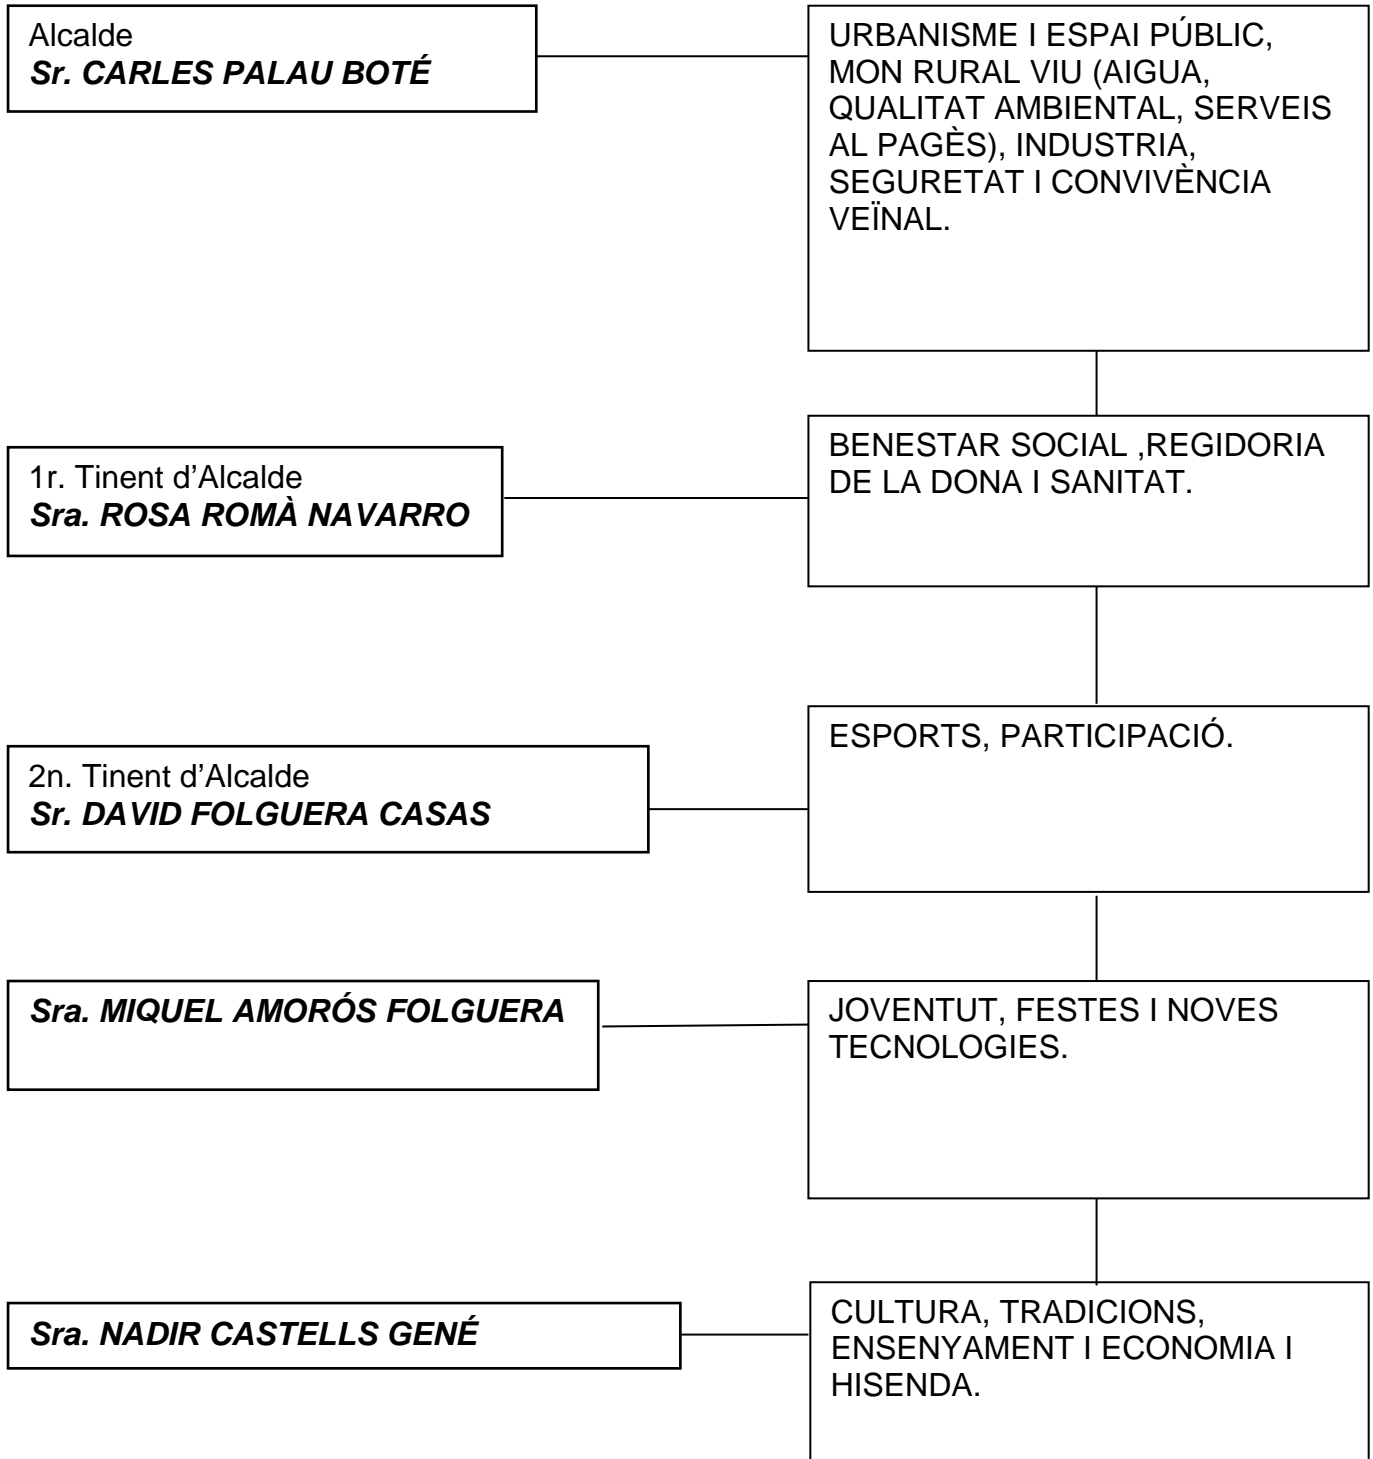 Alcalde
Sr. CARLES PALAU BOTÉ
URBANISME I ESPAI PÚBLIC,
MON RURAL VIU (AIGUA,
QUALITAT AMBIENTAL, SERVEIS
AL PAGÈS), INDUSTRIA,
SEGURETAT I CONVIVÈNCIA
VEÏNAL.
1r. Tinent d’Alcalde
Sra. ROSA ROMÀ NAVARRO
BENESTAR SOCIAL ,REGIDORIA
DE LA DONA I SANITAT.
2n. Tinent d’Alcalde
Sr. DAVID FOLGUERA CASAS
ESPORTS, PARTICIPACIÓ.
Sra. MIQUEL AMORÓS FOLGUERA
JOVENTUT, FESTES I NOVES
TECNOLOGIES.
Sra. NADIR CASTELLS GENÉ
CULTURA, TRADICIONS,
ENSENYAMENT I ECONOMIA I
HISENDA.